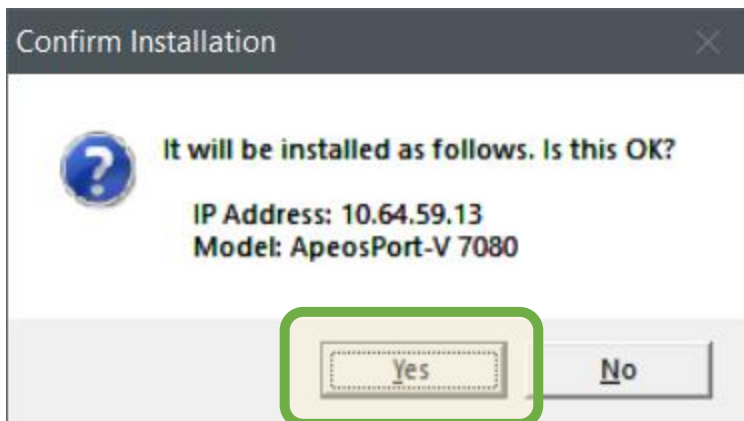 Confirm Installation
It will be installed as follows. Is this OK?
IP Address: 10.64.59.13
Model: ApeosPort-V 7080
Yes
No